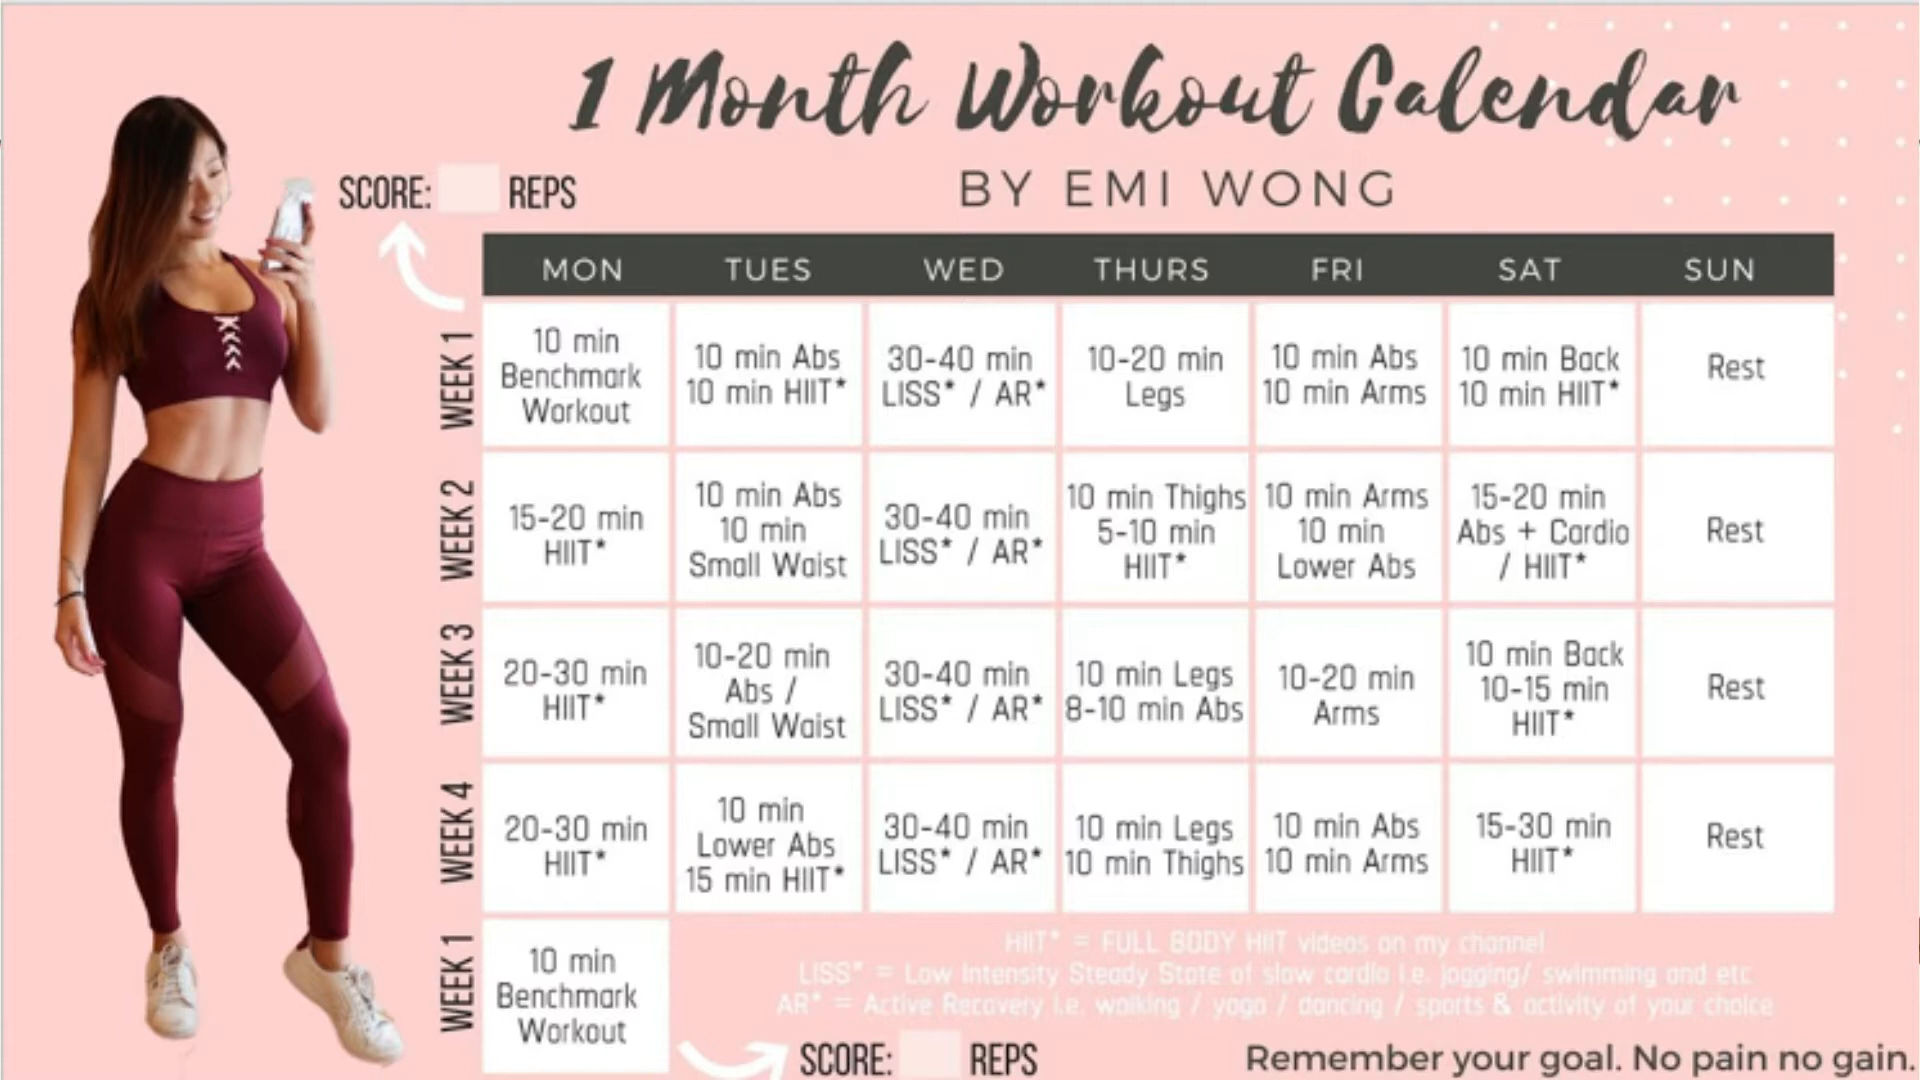 1 Month Workout Calendar
BY EMI WONG
SCORE: REPS
MON TUES WED THURS FRI SAT SUN
WEEK 1
10 min
Benchmark
Workout
10 min Abs
10 min HIIT*
30-40 min
LISS* / AR*
10-20 min
Legs
10 min Abs
10 min Arms
10 min Back
10 min HIIT*
Rest
WEEK 2
15-20 min
HIIT*
10 min Abs
10 min
Small Waist
30-40 min
LISS* / AR*
10 min Thighs
5-10 min
HIIT*
10 min Arms
10 min
Lower Abs
15-20 min
Abs + Cardio
/ HIIT*
Rest
WEEK 3
20-30 min
HIIT*
10-20 min
Abs /
Small Waist
30-40 min
LISS* / AR*
10 min Legs
8-10 min Abs
10-20 min
Arms
10 min Back
10-15 min
HIIT*
Rest
WEEK 4
20-30 min
HIIT*
10 min
Lower Abs
15 min HIIT*
30-40 min
LISS* / AR*
10 min Legs
10 min Thighs
10 min Abs
10 min Arms
15-30 min
HIIT*
Rest
WEEK 1
10 min
Benchmark
Workout
HIIT* = FULL BODY HIIT videos on my channel
LISS* = Low Intensity Steady State of slow cardio i.e. jogging/ swimming and etc
AR* = Active Recovery i.e. walking / yoga / dancing / sports & activity of your choice
SCORE: REPS
Remember your goal. No pain no gain.